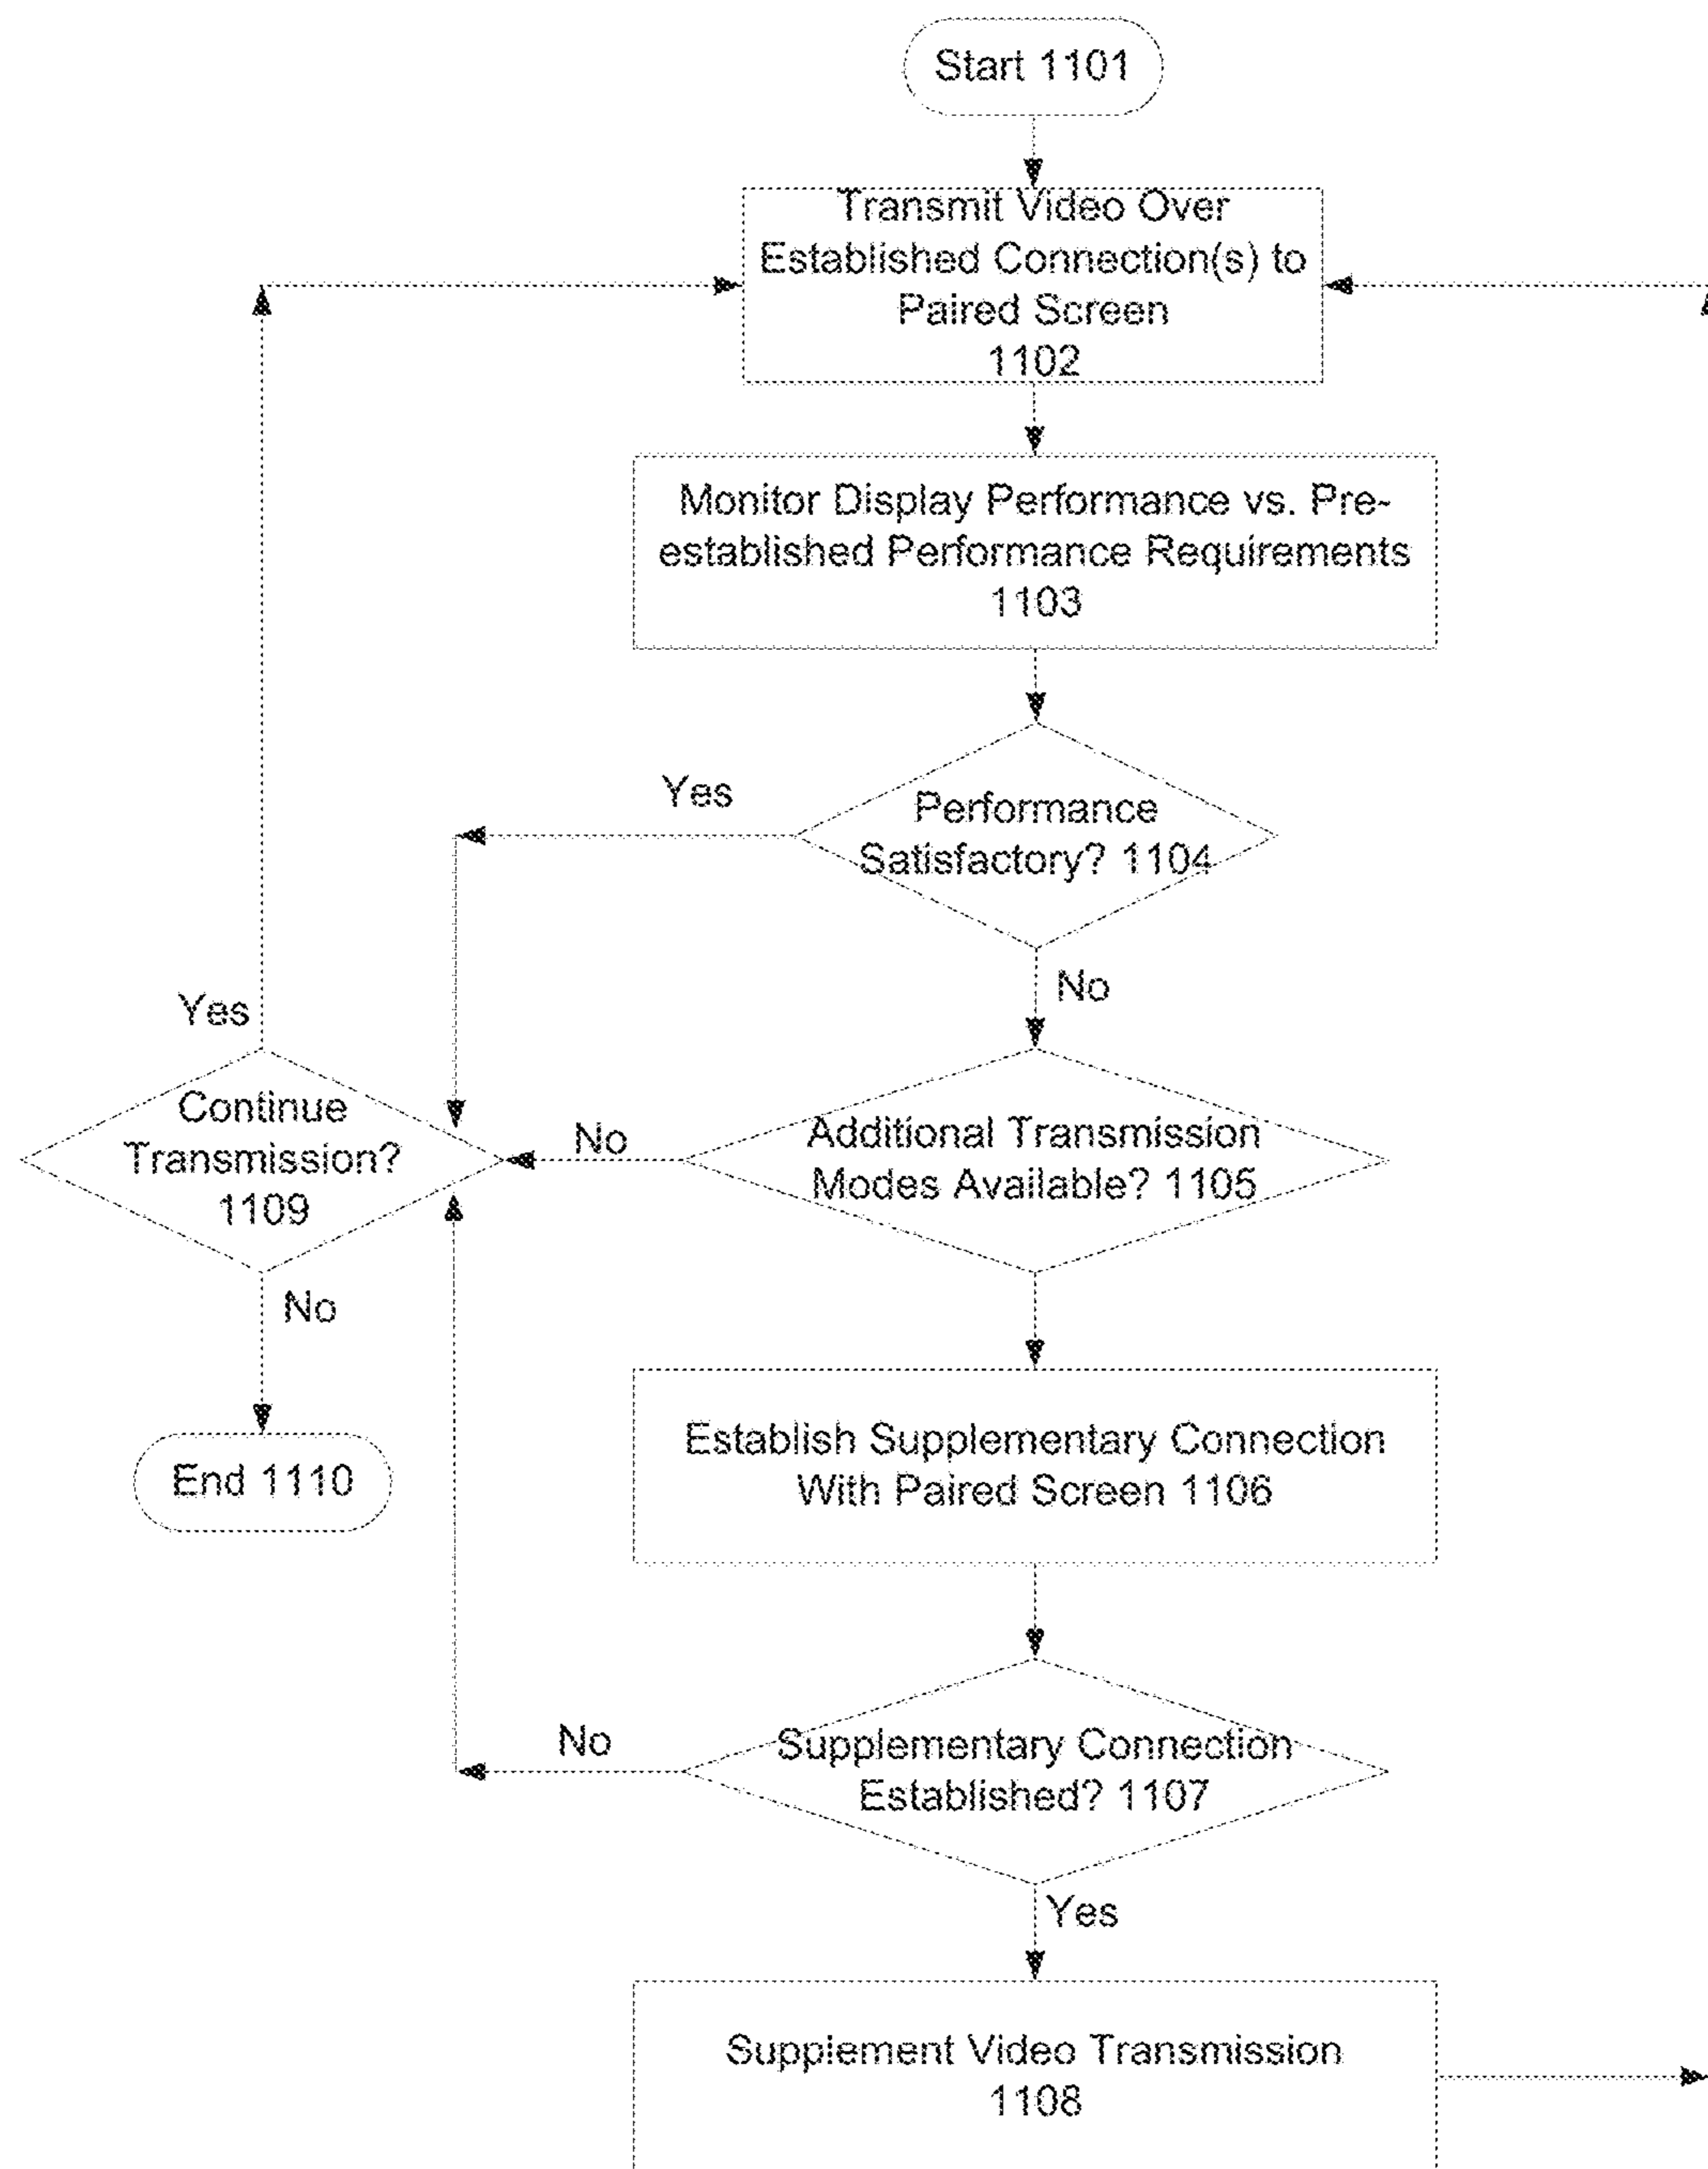 Start 1101
Transmit Video Over
Established Connection(s) to
Paired Screen
1102
Monitor Display Performance vs. Pre-
established Performance Requirements
1103
Yes
Performance
Satisfactory? 1104
No
Yes
Continue
Transmission?
1109
No
Additional Transmission
Modes Available? 1105
No
End 1110
Establish Supplementary Connection
With Paired Screen 1106
No
Supplementary Connection
Established? 1107
Yes
Supplement Video Transmission
1108